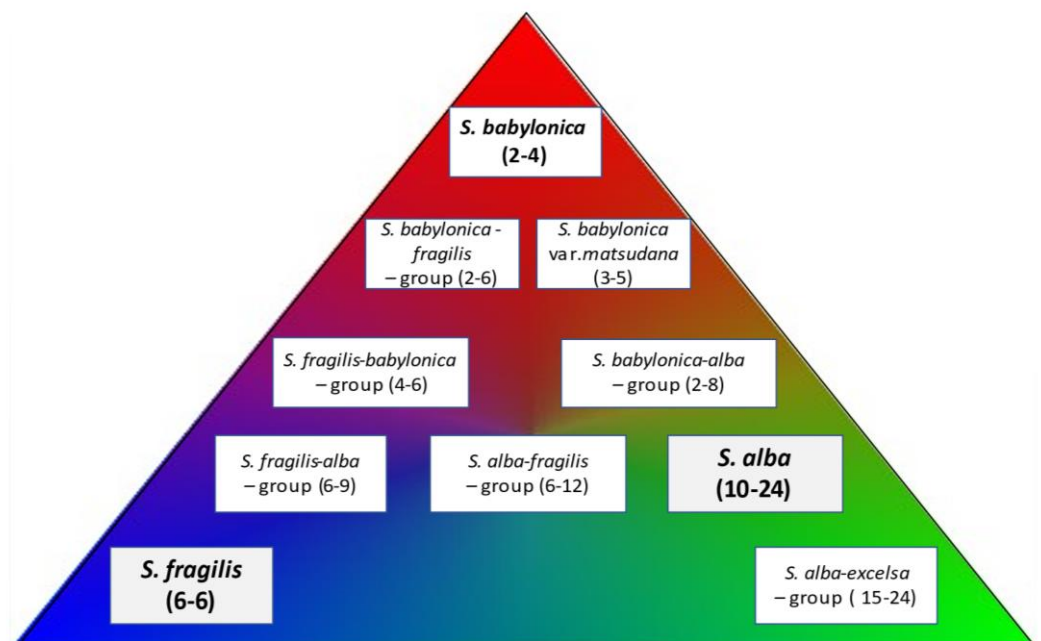 S. babylonica
(2-4)
S. babylonica -
fragilis
– group (2-6)
S. babylonica
var.matsudana
(3-5)
S. fragilis-babylonica
– group (4-6)
S. babylonica-alba
– group (2-8)
S. fragilis-alba
– group (6-9)
S. alba-fragilis
– group (6-12)
S. alba
(10-24)
S. fragilis
(6-6)
S. alba-excelsa
– group ( 15-24)